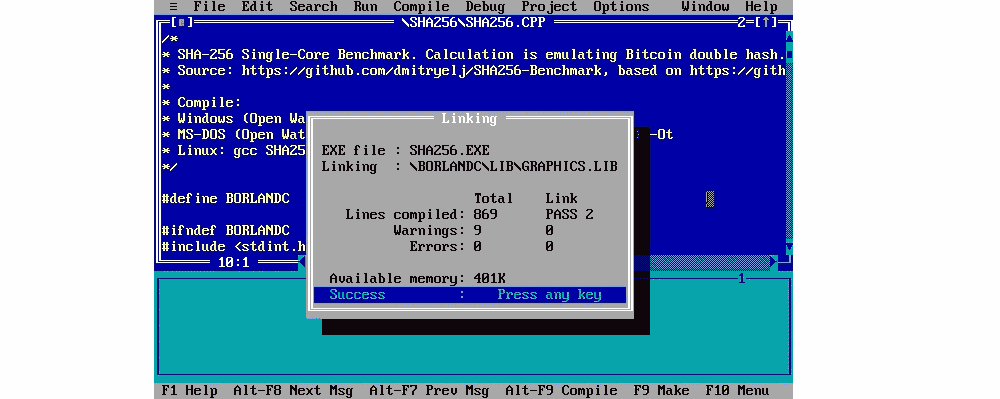 ≡ File Edit Search Run Compile Debug Project Options Window Help
[■] \SHA256\SHA256.CPP 2=[↑]
/*
* SHA-256 Single-Core Benchmark. Calculation is emulating Bitcoin double hash.
* Source: https://github.com/dmitryelj/SHA256-Benchmark, based on https://gith
*
* Compile:
* Windows (Open Wa
* MS-DOS (Open Wat -Ot
* Linux: gcc SHA25
*/
#define BORLANDC
#ifndef BORLANDC
#include <stdint.h
10:1
Linking
EXE file : SHA256.EXE
Linking : \BORLANDC\LIB\GRAPHICS.LIB
Total Link
Lines compiled: 869 PASS 2
Warnings: 9 0
Errors: 0 0
Available memory: 401K
Success : Press any key
1
F1 Help Alt-F8 Next Msg Alt-F7 Prev Msg Alt-F9 Compile F9 Make F10 Menu